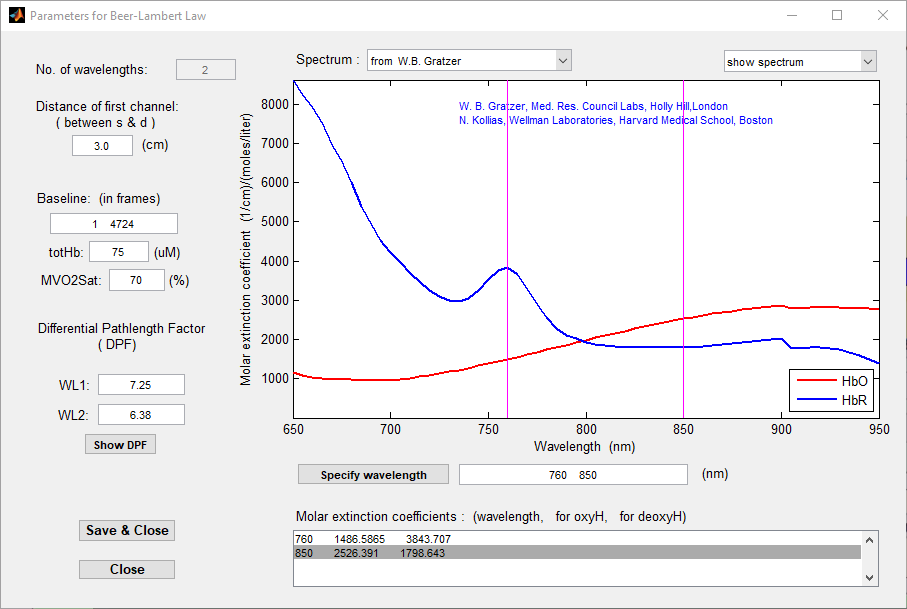 Parameters for Beer-Lambert Law
No. of wavelengths: 2
Distance of first channel:
( between s & d )
3.0 (cm)
Baseline: (in frames)
1 4724
totHb: 75 (uM)
MVO2Sat: 70 (%)
Differential Pathlength Factor
( DPF)
WL1: 7.25
WL2: 6.38
Show DPF
Save & Close
Close
Spectrum : from W.B. Gratzer
show spectrum
W. B. Gratzer, Med. Res. Council Labs, Holly Hill,London
N. Kollias, Wellman Laboratories, Harvard Medical School, Boston
Molar extinction coefficient (1/cm)/(moles/liter)
8000
7000
6000
5000
4000
3000
2000
1000
HbO
HbR
650 700 750 800 850 900 950
Wavelength (nm)
Specify wavelength 760 850 (nm)
Molar extinction coefficients : (wavelength, for oxyH, for deoxyH)
760 1486.5865 3843.707
850 2526.391 1798.643